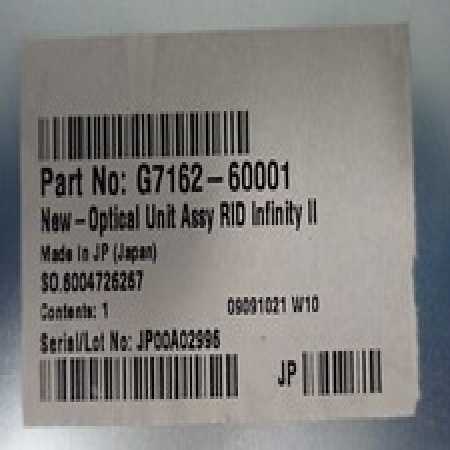 Part No: G7162-60001
New-Optical Unit Assy RID Infinity II
Made in JP (Japan)
SO.6004726267
Contents: 1 09091021 W10
Serial/Lot No: JP00A02996
JP